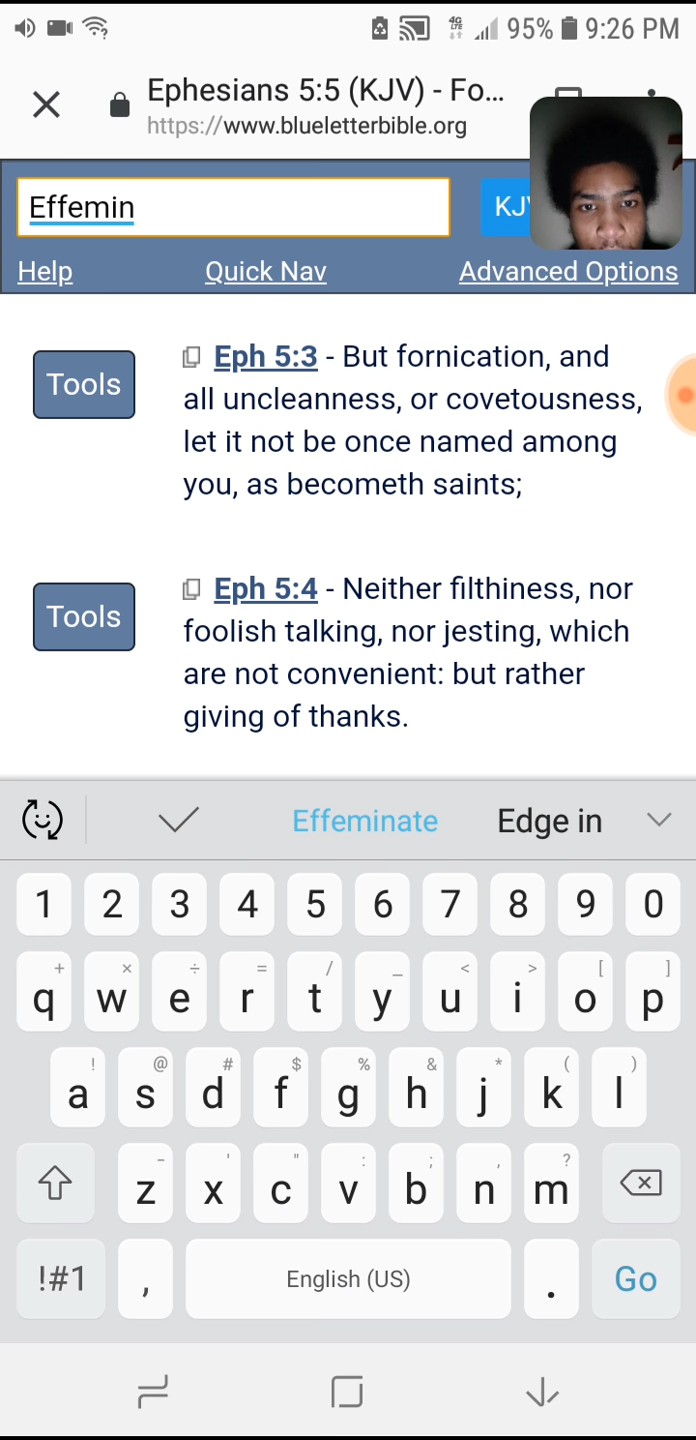 4G
LTE
95%
9:26 PM
Ephesians 5:5 (KJV) - Fo...
https://www.blueletterbible.org
Effemin
KJV
Help
Quick Nav
Advanced Options
Tools
Eph 5:3 - But fornication, and
all uncleanness, or covetousness,
let it not be once named among
you, as becometh saints;
Tools
Eph 5:4 - Neither filthiness, nor
foolish talking, nor jesting, which
are not convenient: but rather
giving of thanks.
Effeminate
Edge in
1 2 3 4 5 6 7 8 9 0
+ × ÷ = / _ < > [ ]
q w e r t y u i o p
! @ # $ % & * ( )
a s d f g h j k l
- ' " : ; , ?
z x c v b n m
!#1 , English (US) . Go